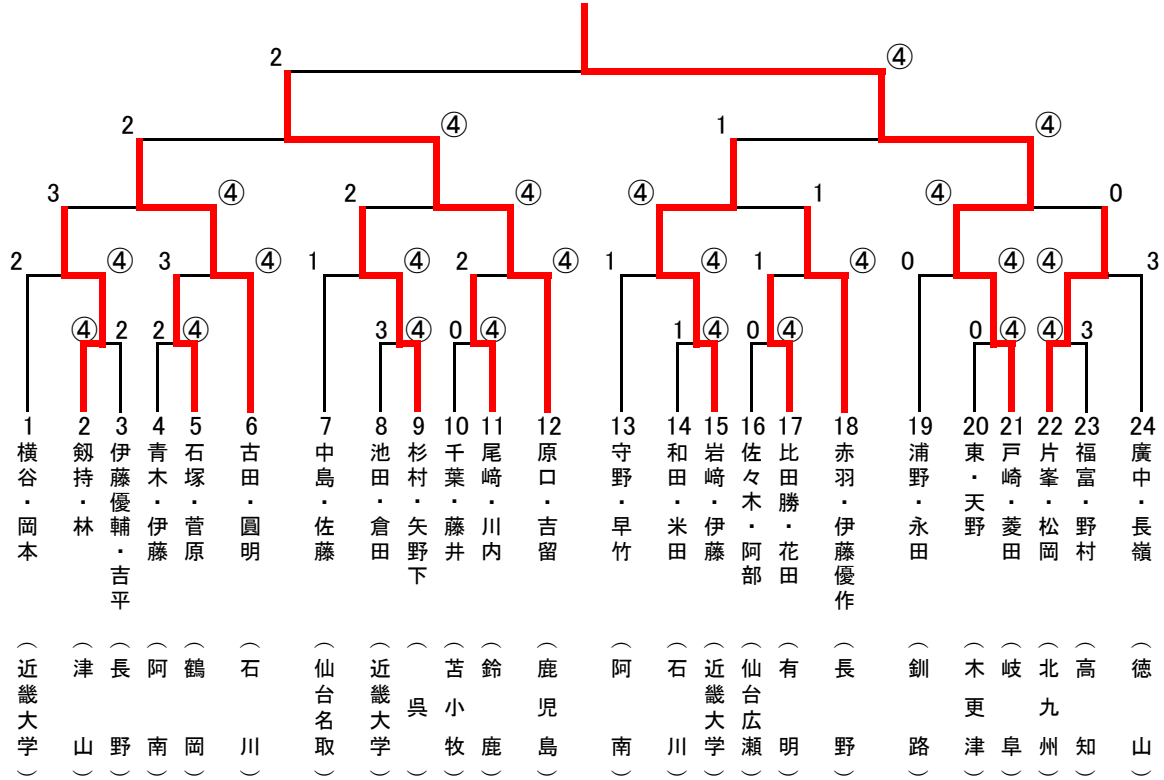 2 ④
2 ④ 1 ④
3 ④ 2 ④ ④ 1 ④ 0
2 ④ 3 ④ 1 ④ 2 ④ 1 ④ 1 ④ 0 ④ ④ 3
④ 2 2 ④ 3 ④ 0 ④ 1 ④ 0 ④ 0 ④ ④ 3
1 2 3 4 5 6 7 8 9 10 11 12 13 14 15 16 17 18 19 20 21 22 23 24
横谷・岡本
剱持・林
伊藤優輔・吉平
青木・伊藤
石塚・菅原
古田・圓明
中島・佐藤
池田・倉田
杉村・矢野下
千葉・藤井
尾﨑・川内
原口・吉留
守野・早竹
和田・米田
岩﨑・伊藤
佐々木・阿部
比田勝・花田
赤羽・伊藤優作
浦野・永田
東・天野
戸崎・菱田
片峯・松岡
福富・野村
廣中・長嶺
（近畿大学）
（津山）
（長野）
（阿南）
（鶴岡）
（石川）
（仙台名取）
（近畿大学）
（呉）
（苫小牧）
（鈴鹿）
（鹿児島）
（阿南）
（石川）
（近畿大学）
（仙台広瀬）
（有明）
（長野）
（釧路）
（木更津）
（岐阜）
（北九州）
（高知）
（徳山）